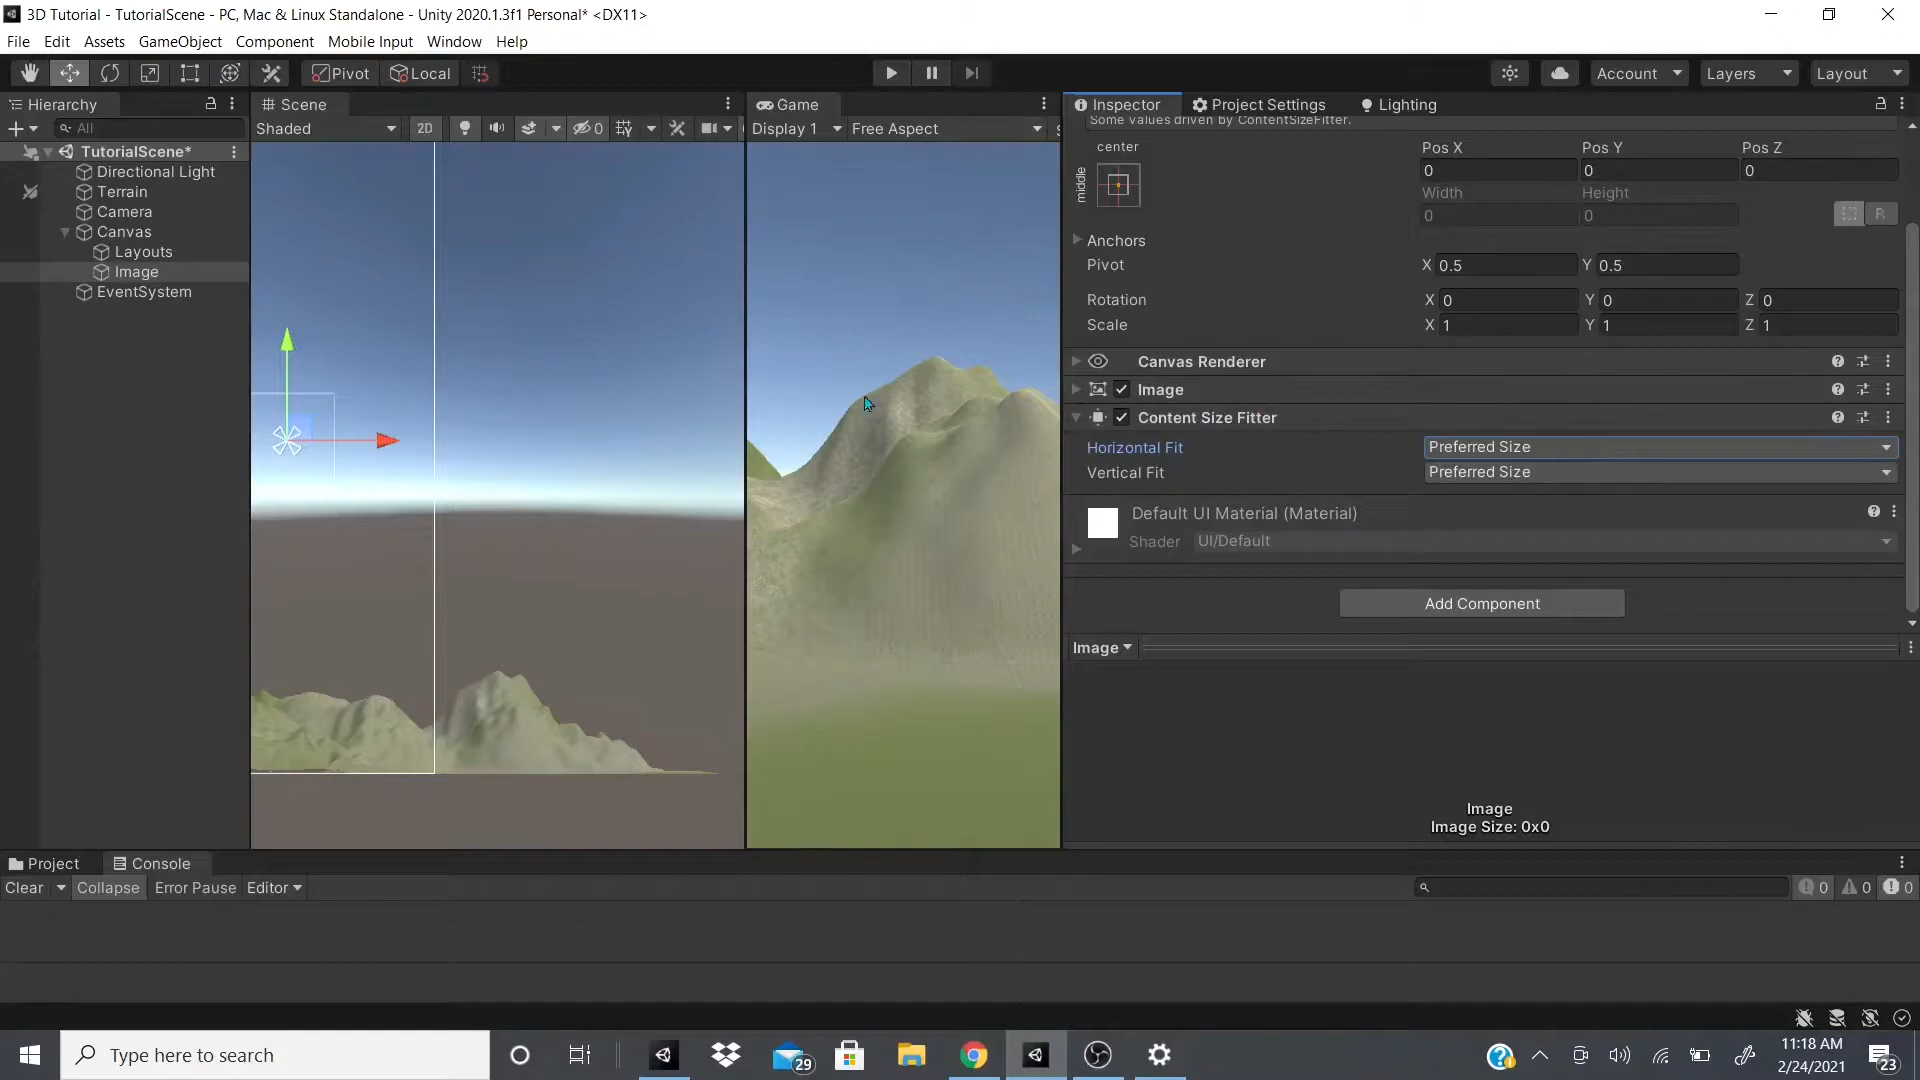 3D Tutorial - TutorialScene - PC, Mac & Linux Standalone - Unity 2020.1.3f1 Personal* <DX11>
File Edit Assets GameObject Component Mobile Input Window Help
Pivot Local Account Layers Layout
Hierarchy
All
TutorialScene*
Directional Light
Terrain
Camera
Canvas
Layouts
Image
EventSystem
Scene
Shaded 2D 0
Game
Display 1 Free Aspect
Inspector Project Settings Lighting
Some values driven by ContentSizeFitter.
center
middle
Pos X Pos Y Pos Z
0 0 0
Width Height
0 0 R
Anchors
Pivot X 0.5 Y 0.5
Rotation X 0 Y 0 Z 0
Scale X 1 Y 1 Z 1
Canvas Renderer
Image
Content Size Fitter
Horizontal Fit Preferred Size
Vertical Fit Preferred Size
Default UI Material (Material)
Shader UI/Default
Add Component
Image
Image
Image Size: 0x0
Project Console
Clear Collapse Error Pause Editor 0 0 0
Type here to search
29
11:18 AM
2/24/2021
23